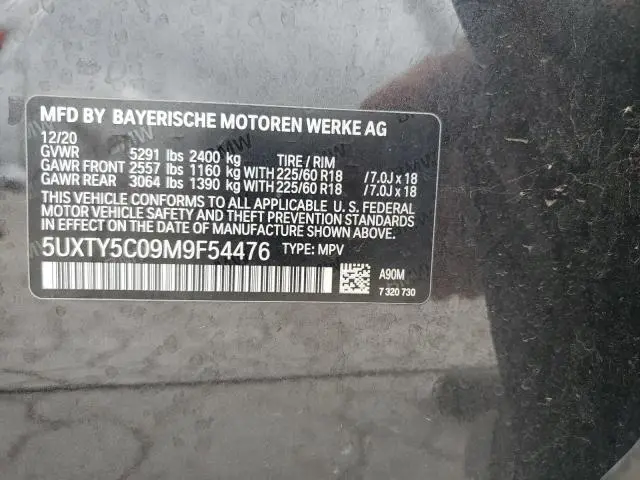 MFD BY BAYERISCHE MOTOREN WERKE AG
12/20
GVWR 5291 lbs 2400 kg TIRE / RIM
GAWR FRONT 2557 lbs 1160 kg WITH 225/60 R18 /7.0J x 18
GAWR REAR 3064 lbs 1390 kg WITH 225/60 R18 /7.0J x 18
THIS VEHICLE CONFORMS TO ALL APPLICABLE U. S. FEDERAL
MOTOR VEHICLE SAFETY AND THEFT PREVENTION STANDARDS
IN EFFECT ON THE DATE OF MANUFACTURE SHOWN ABOVE.
5UXTY5C09M9F54476 TYPE: MPV
A90M
7 320 730